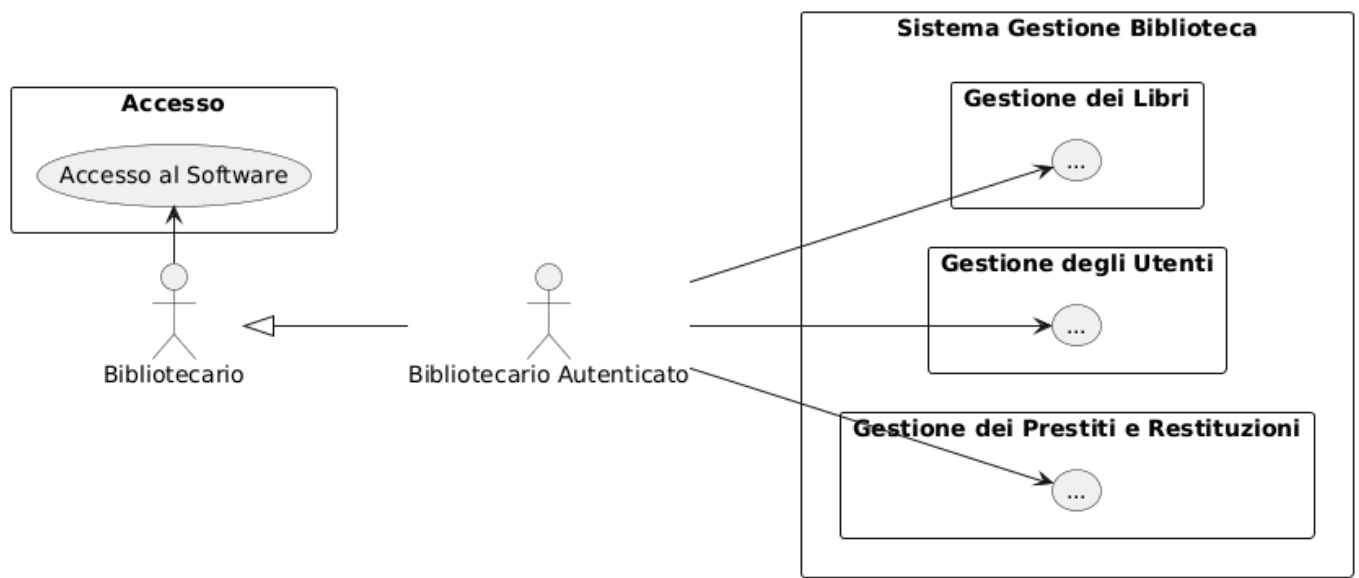 Accesso
Accesso al Software
Bibliotecario
Bibliotecario Autenticato
Sistema Gestione Biblioteca
Gestione dei Libri
...
Gestione degli Utenti
...
Gestione dei Prestiti e Restituzioni
...